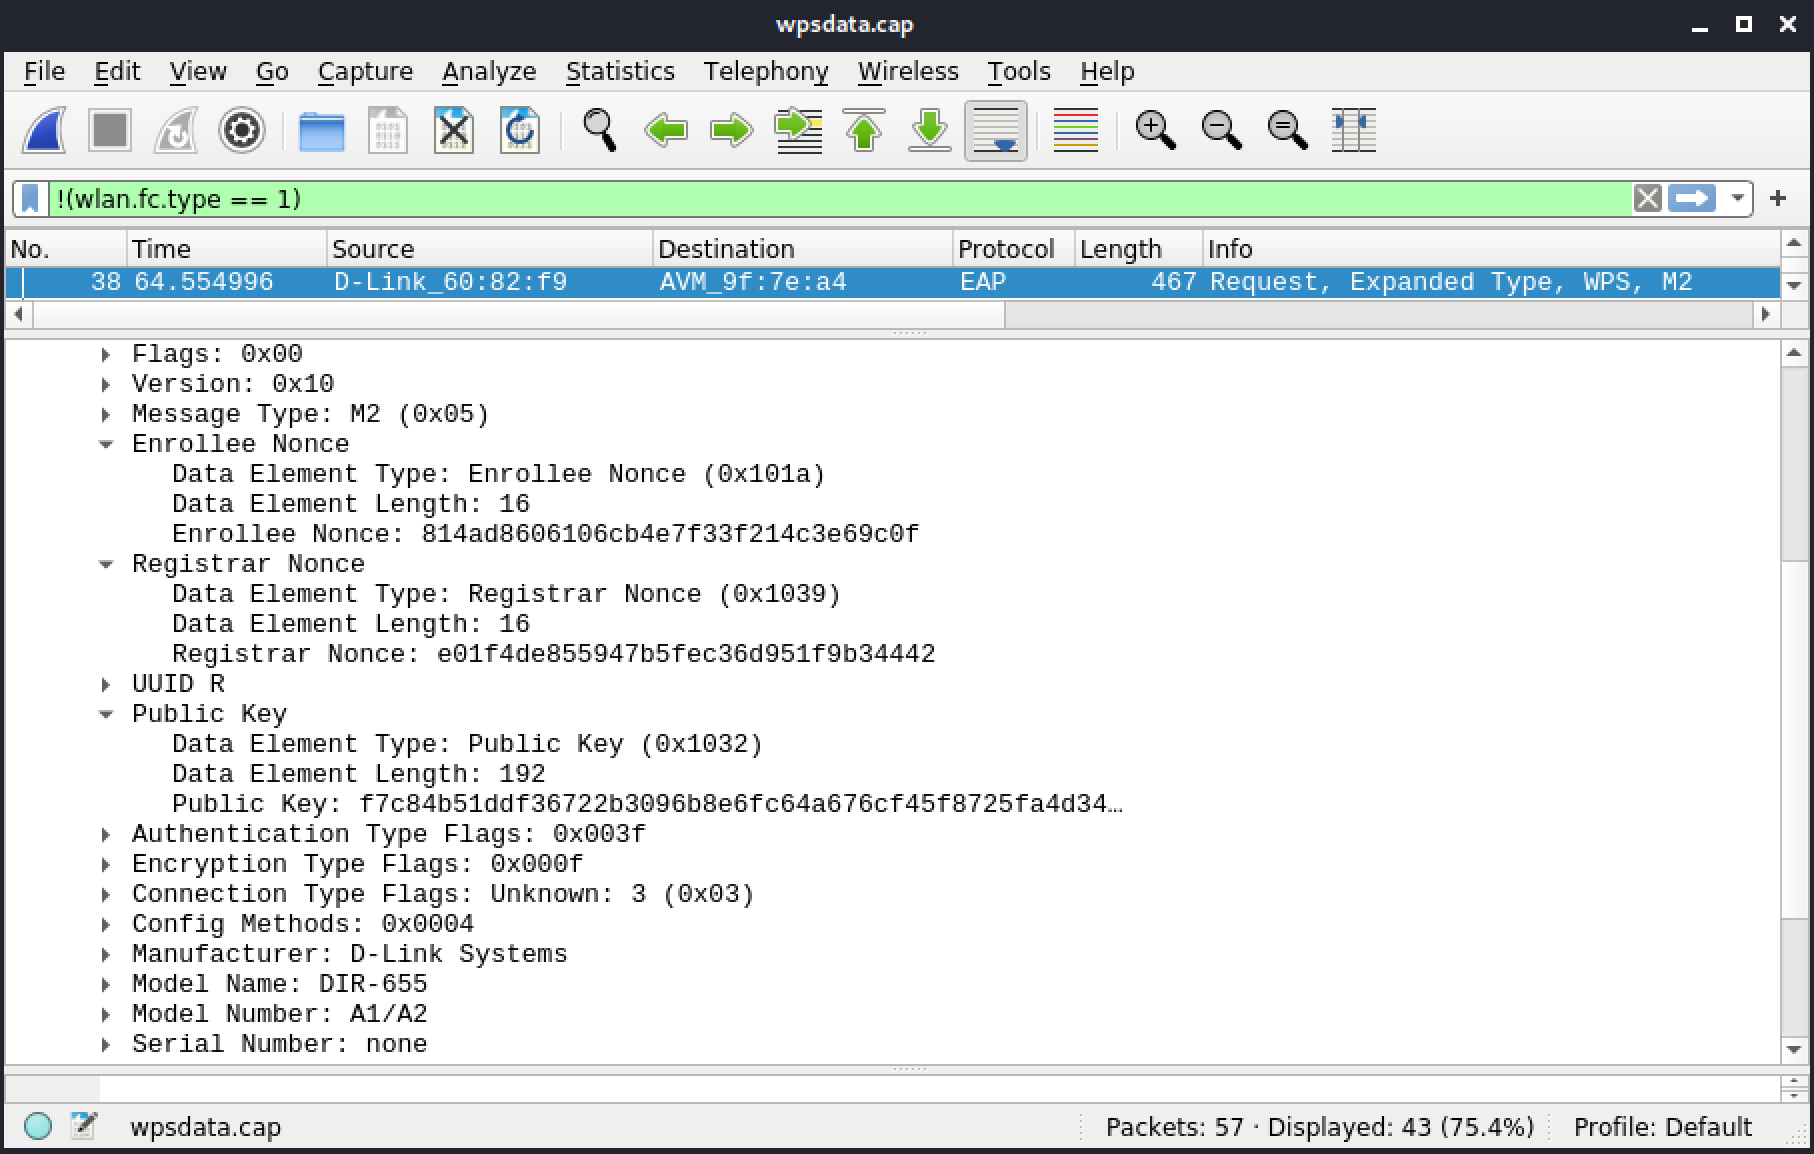 wpsdata.cap
File Edit View Go Capture Analyze Statistics Telephony Wireless Tools Help
!(wlan.fc.type == 1)
No. Time Source Destination Protocol Length Info
38 64.554996 D-Link_60:82:f9 AVM_9f:7e:a4 EAP 467 Request, Expanded Type, WPS, M2
Flags: 0x00
Version: 0x10
Message Type: M2 (0x05)
Enrollee Nonce
Data Element Type: Enrollee Nonce (0x101a)
Data Element Length: 16
Enrollee Nonce: 814ad8606106cb4e7f33f214c3e69c0f
Registrar Nonce
Data Element Type: Registrar Nonce (0x1039)
Data Element Length: 16
Registrar Nonce: e01f4de855947b5fec36d951f9b34442
UUID R
Public Key
Data Element Type: Public Key (0x1032)
Data Element Length: 192
Public Key: f7c84b51ddf36722b3096b8e6fc64a676cf45f8725fa4d34…
Authentication Type Flags: 0x003f
Encryption Type Flags: 0x000f
Connection Type Flags: Unknown: 3 (0x03)
Config Methods: 0x0004
Manufacturer: D-Link Systems
Model Name: DIR-655
Model Number: A1/A2
Serial Number: none
wpsdata.cap Packets: 57 · Displayed: 43 (75.4%) Profile: Default